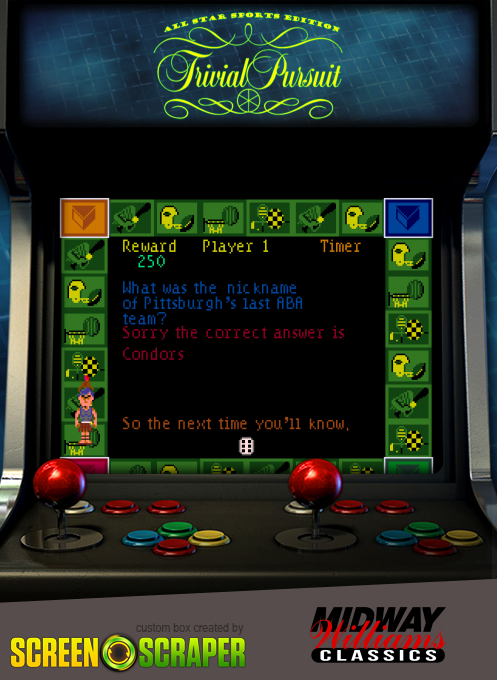 ALL STAR SPORTS EDITION
Trivial Pursuit
Reward Player 1 Timer
250
What was the nickname
of Pittsburgh's last ABA
team?
Sorry the correct answer is
Condors
So the next time you'll know.
custom box created by
SCREEN SCRAPER
MIDWAY
Williams
CLASSICS